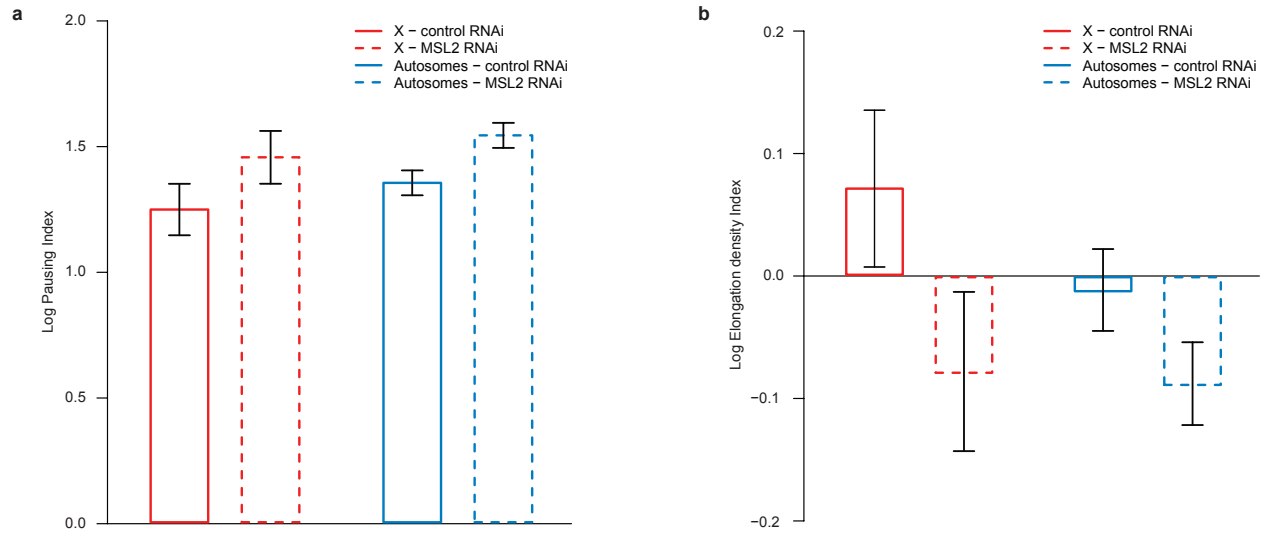 a
2.0
1.5
1.0
0.5
0.0
Log Pausing Index
X − control RNAi
X − MSL2 RNAi
Autosomes − control RNAi
Autosomes − MSL2 RNAi
b
0.2
0.1
0.0
−0.1
−0.2
Log Elongation density Index
X − control RNAi
X − MSL2 RNAi
Autosomes − control RNAi
Autosomes − MSL2 RNAi